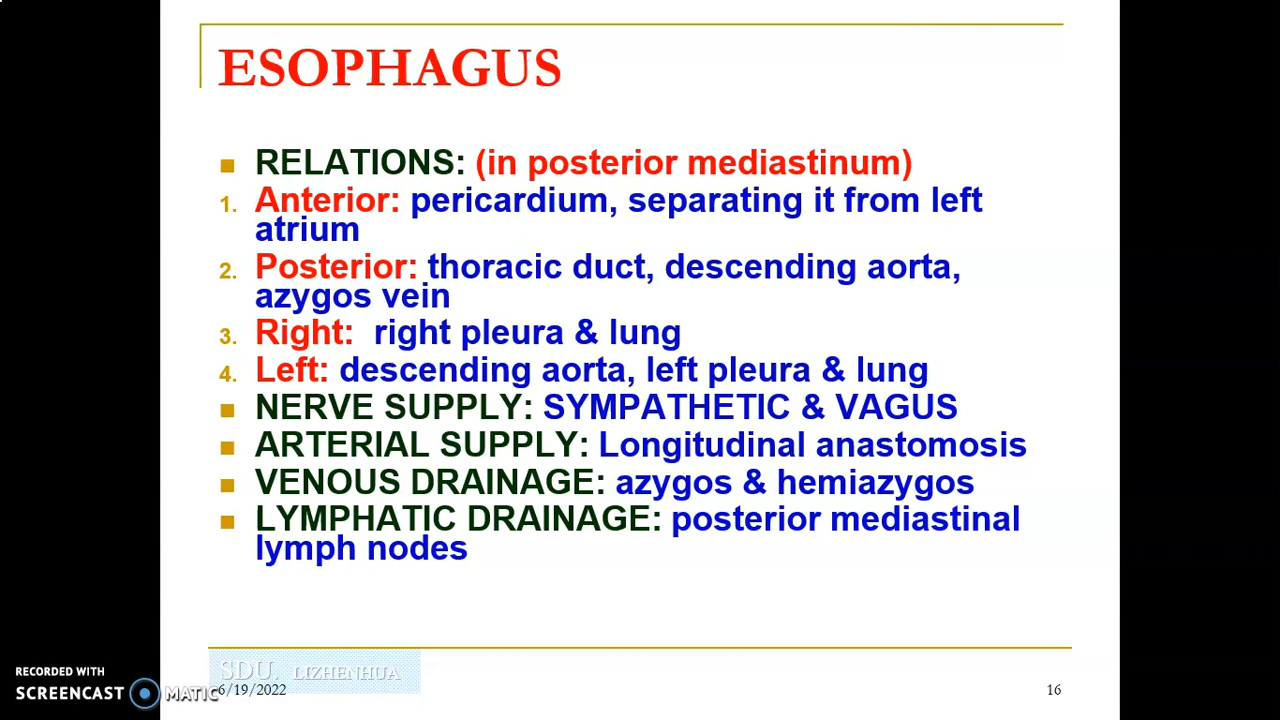 ESOPHAGUS
RELATIONS: (in posterior mediastinum)
1. Anterior: pericardium, separating it from left
atrium
2. Posterior: thoracic duct, descending aorta,
azygos vein
3. Right: right pleura & lung
4. Left: descending aorta, left pleura & lung
NERVE SUPPLY: SYMPATHETIC & VAGUS
ARTERIAL SUPPLY: Longitudinal anastomosis
VENOUS DRAINAGE: azygos & hemiazygos
LYMPHATIC DRAINAGE: posterior mediastinal
lymph nodes
SDU. LIZHENHUA
6/19/2022
16
RECORDED WITH
SCREENCAST MATIC